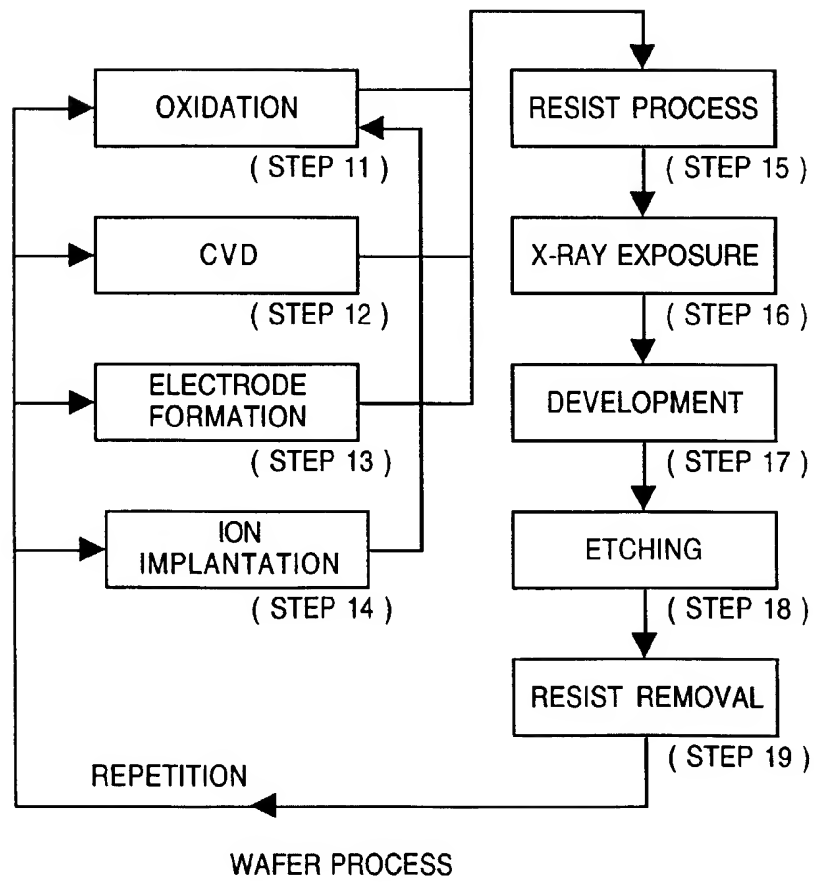 OXIDATION
( STEP 11 )
CVD
( STEP 12 )
ELECTRODE
FORMATION
( STEP 13 )
ION
IMPLANTATION
( STEP 14 )
RESIST PROCESS
( STEP 15 )
X-RAY EXPOSURE
( STEP 16 )
DEVELOPMENT
( STEP 17 )
ETCHING
( STEP 18 )
RESIST REMOVAL
( STEP 19 )
REPETITION
WAFER PROCESS